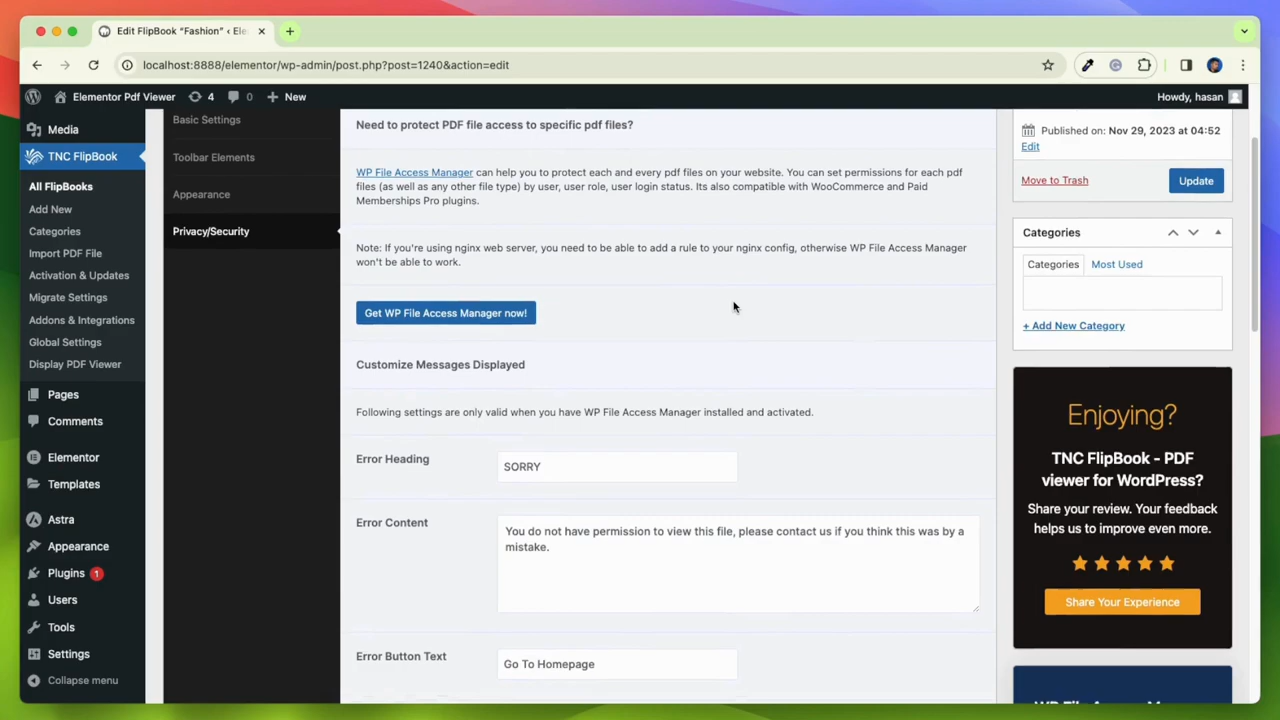 Edit FlipBook “Fashion” ‹ Ele
localhost:8888/elementor/wp-admin/post.php?post=1240&action=edit
Elementor Pdf Viewer
4
0
New
Howdy, hasan
Media
TNC FlipBook
All FlipBooks
Add New
Categories
Import PDF File
Activation & Updates
Migrate Settings
Addons & Integrations
Global Settings
Display PDF Viewer
Pages
Comments
Elementor
Templates
Astra
Appearance
Plugins 1
Users
Tools
Settings
Collapse menu
Basic Settings
Toolbar Elements
Appearance
Privacy/Security
Need to protect PDF file access to specific pdf files?
WP File Access Manager can help you to protect each and every pdf files on your website. You can set permissions for each pdf
files (as well as any other file type) by user, user role, user login status. Its also compatible with WooCommerce and Paid
Memberships Pro plugins.
Note: If you're using nginx web server, you need to be able to add a rule to your nginx config, otherwise WP File Access Manager
won't be able to work.
Get WP File Access Manager now!
Customize Messages Displayed
Following settings are only valid when you have WP File Access Manager installed and activated.
Error Heading
SORRY
Error Content
You do not have permission to view this file, please contact us if you think this was by a
mistake.
Error Button Text
Go To Homepage
Published on: Nov 29, 2023 at 04:52
Edit
Move to Trash
Update
Categories
Categories
Most Used
+ Add New Category
Enjoying?
TNC FlipBook - PDF
viewer for WordPress?
Share your review. Your feedback
helps us to improve even more.
Share Your Experience